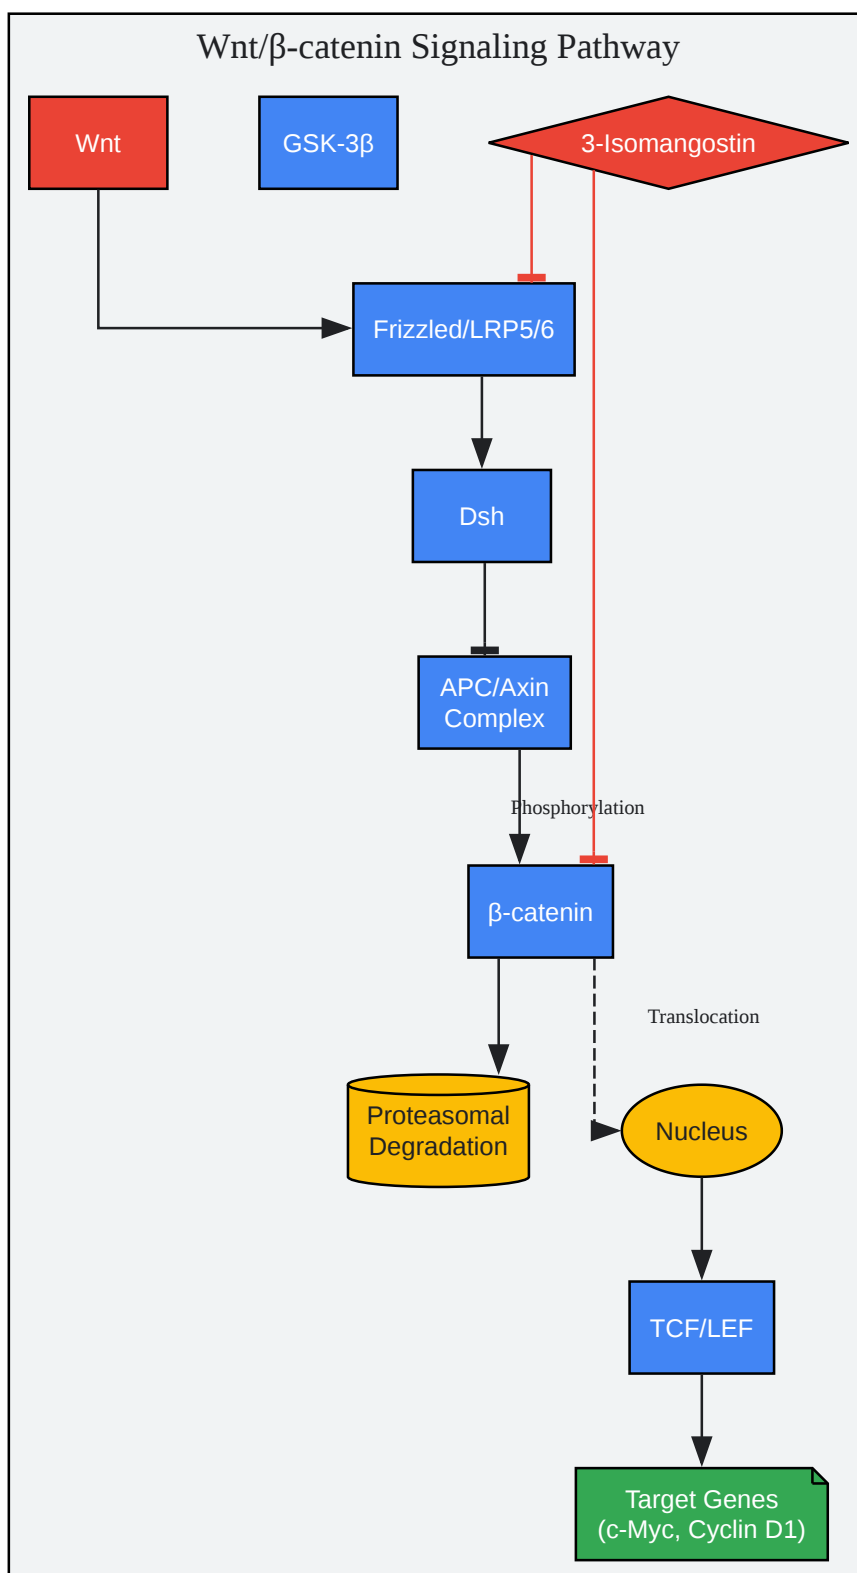 Wnt/β-catenin Signaling Pathway
Wnt
GSK-3β
3-Isomangostin
Frizzled/LRP5/6
Dsh
APC/Axin
Complex
Phosphorylation
β-catenin
Translocation
Proteasomal
Degradation
Nucleus
TCF/LEF
Target Genes
(c-Myc, Cyclin D1)